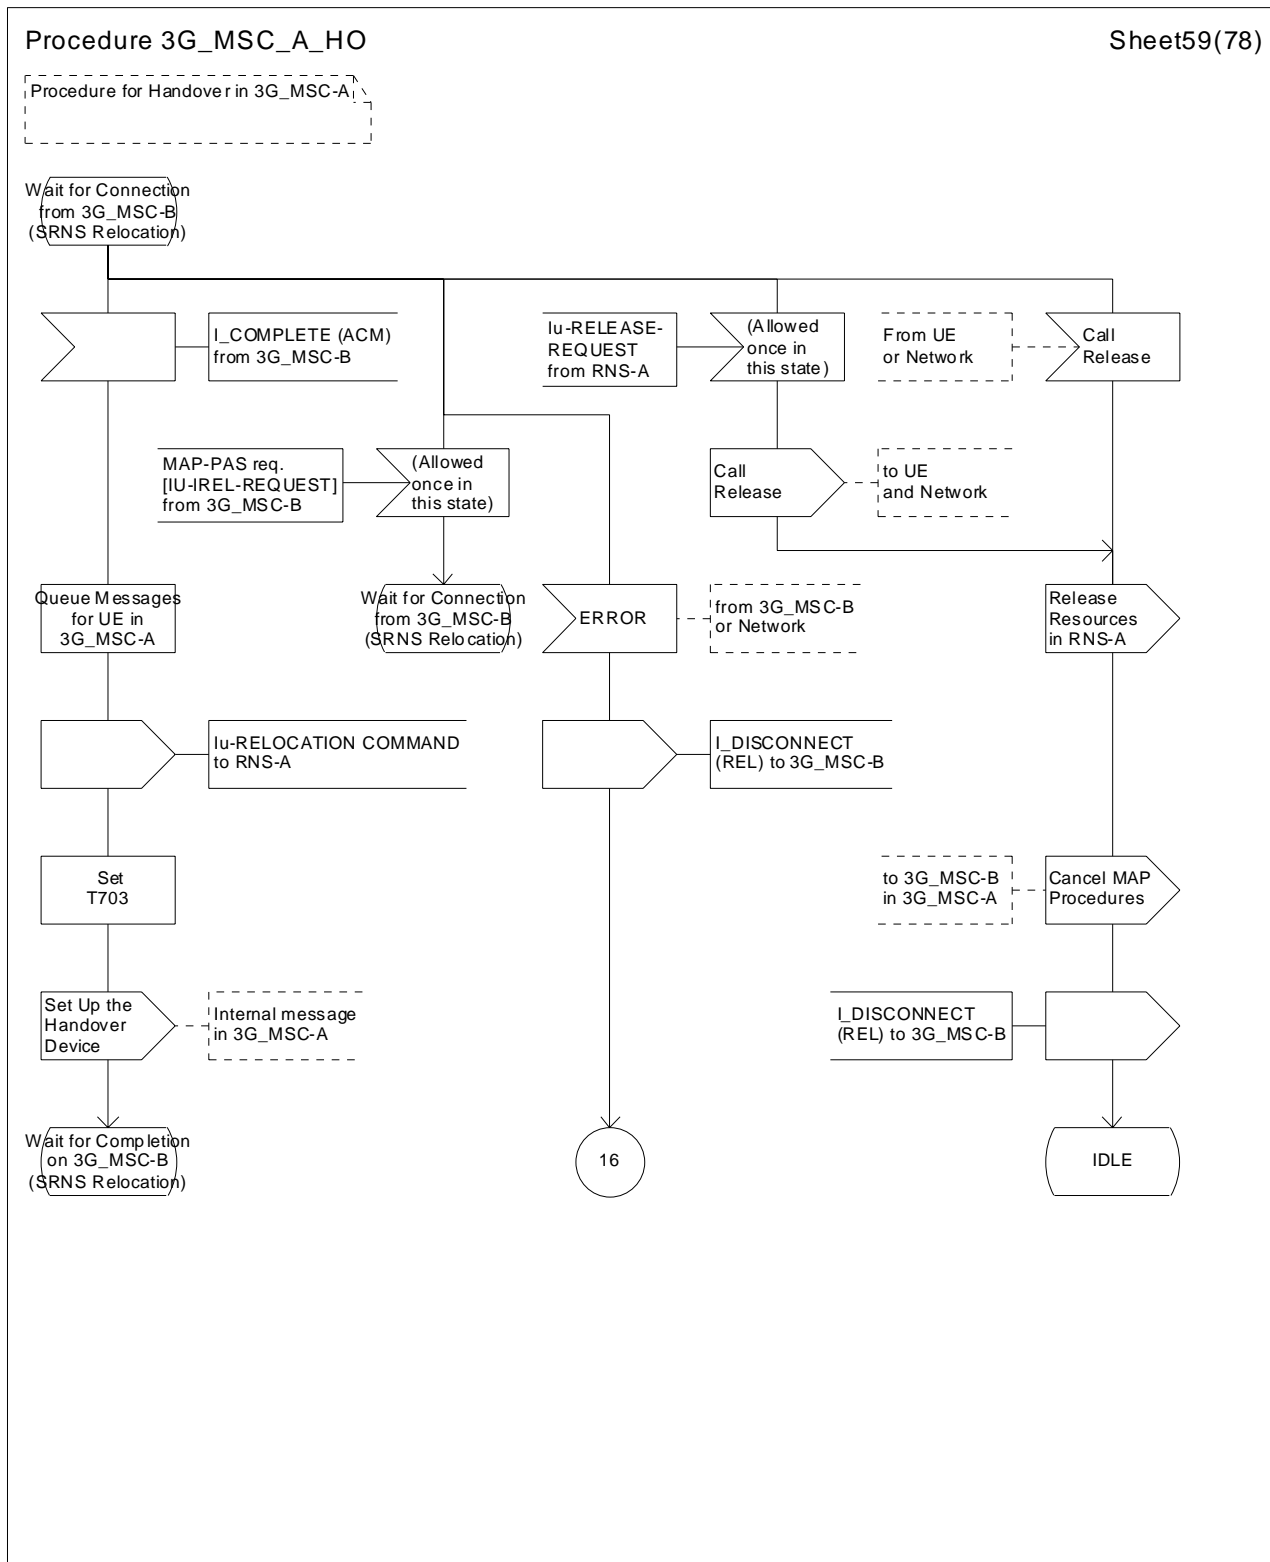 Procedure 3G_MSC_A_HO
Sheet59(78)
Procedure for Handover in 3G_MSC-A
Wait for Connection
from 3G_MSC-B
(SRNS Relocation)
I_COMPLETE (ACM)
from 3G_MSC-B
Iu-RELEASE-
REQUEST
from RNS-A
(Allowed
once in
this state)
From UE
or Network
Call
Release
MAP-PAS req.
[IU-IREL-REQUEST]
from 3G_MSC-B
(Allowed
once in
this state)
Call
Release
to UE
and Network
Queue Messages
for UE in
3G_MSC-A
Wait for Connection
from 3G_MSC-B
(SRNS Relocation)
ERROR
from 3G_MSC-B
or Network
Release
Resources
in RNS-A
Iu-RELOCATION COMMAND
to RNS-A
I_DISCONNECT
(REL) to 3G_MSC-B
Set
T703
to 3G_MSC-B
in 3G_MSC-A
Cancel MAP
Procedures
Set Up the
Handover
Device
Internal message
in 3G_MSC-A
I_DISCONNECT
(REL) to 3G_MSC-B
Wait for Completion
on 3G_MSC-B
(SRNS Relocation)
16
IDLE